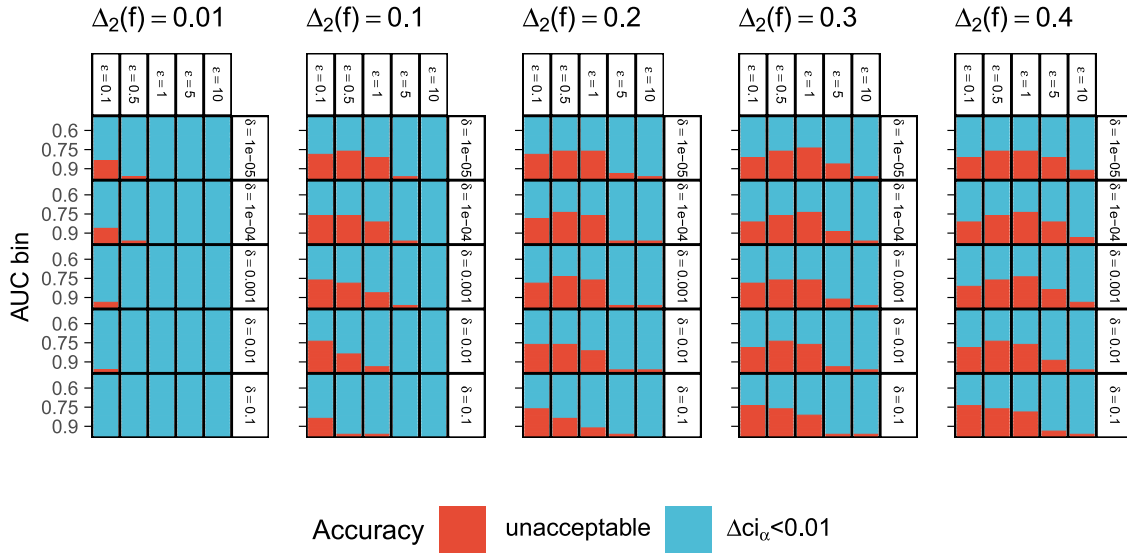 Δ₂(f) = 0.01 Δ₂(f) = 0.1 Δ₂(f) = 0.2 Δ₂(f) = 0.3 Δ₂(f) = 0.4
ε = 0.1 ε = 0.5 ε = 1 ε = 5 ε = 10 ε = 0.1 ε = 0.5 ε = 1 ε = 5 ε = 10 ε = 0.1 ε = 0.5 ε = 1 ε = 5 ε = 10 ε = 0.1 ε = 0.5 ε = 1 ε = 5 ε = 10 ε = 0.1 ε = 0.5 ε = 1 ε = 5 ε = 10
AUC bin
0.6
0.75
0.9
δ = 1e−05 δ = 1e−05 δ = 1e−05 δ = 1e−05 δ = 1e−05
0.6
0.75
0.9
δ = 1e−04 δ = 1e−04 δ = 1e−04 δ = 1e−04 δ = 1e−04
0.6
0.75
0.9
δ = 0.001 δ = 0.001 δ = 0.001 δ = 0.001 δ = 0.001
0.6
0.75
0.9
δ = 0.01 δ = 0.01 δ = 0.01 δ = 0.01 δ = 0.01
0.6
0.75
0.9
δ = 0.1 δ = 0.1 δ = 0.1 δ = 0.1 δ = 0.1
Accuracy unacceptable Δciα<0.01